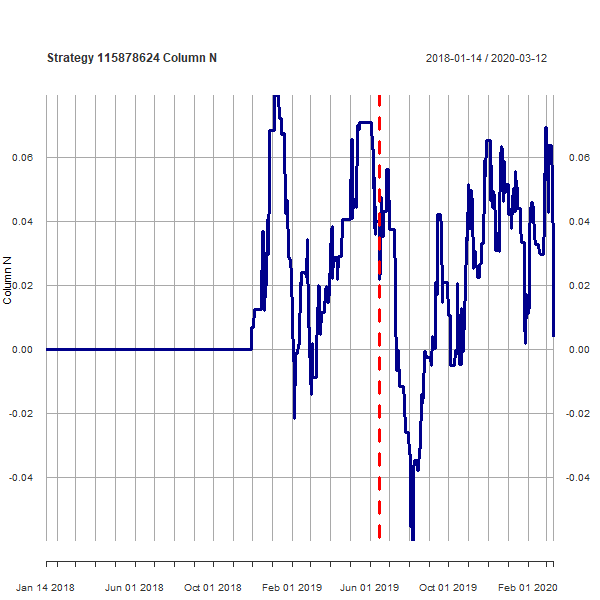 Strategy 115878624 Column N
2018-01-14 / 2020-03-12
Column N
0.06
0.04
0.02
0.00
-0.02
-0.04
0.06
0.04
0.02
0.00
-0.02
-0.04
Jan 14 2018
Jun 01 2018
Oct 01 2018
Feb 01 2019
Jun 01 2019
Oct 01 2019
Feb 01 2020